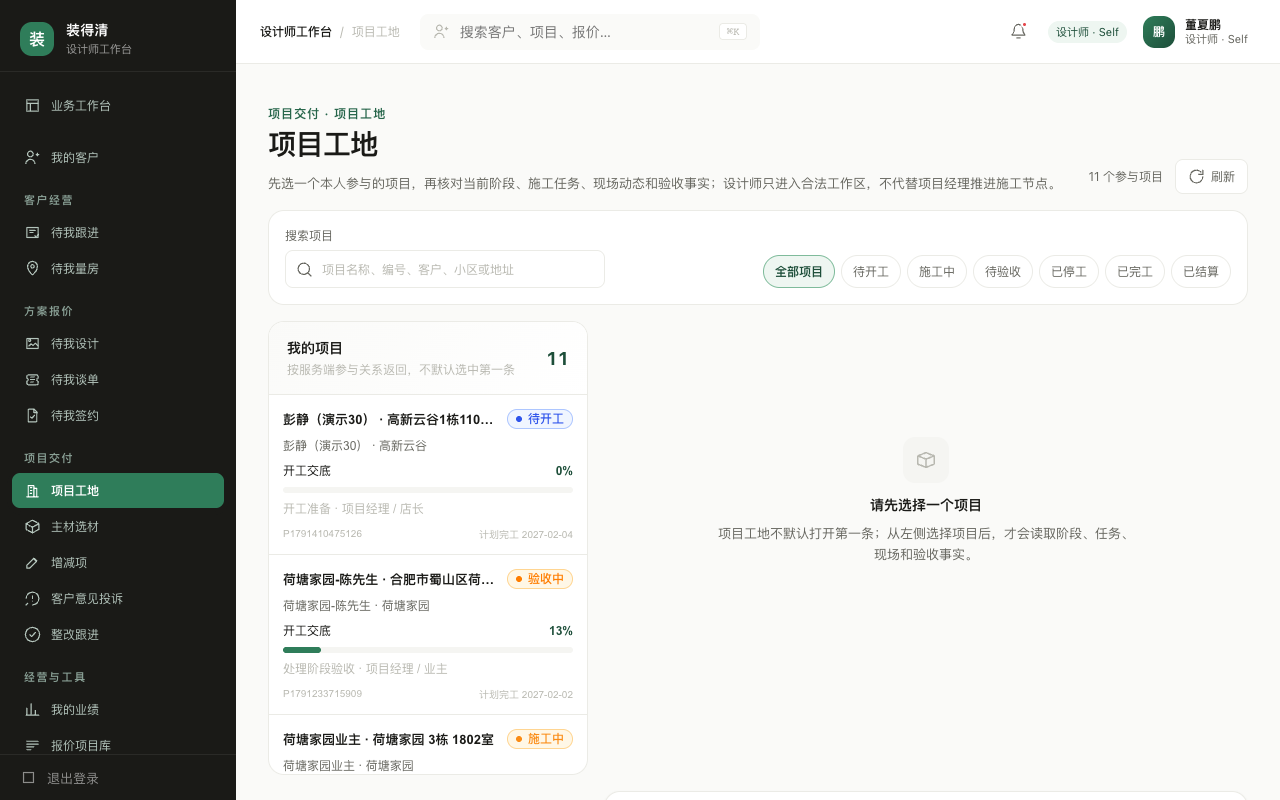 装
装得清
设计师工作台
业务工作台
我的客户
客户经营
待我跟进
待我量房
方案报价
待我设计
待我谈单
待我签约
项目交付
项目工地
主材选材
增减项
客户意见投诉
整改跟进
经营与工具
我的业绩
报价项目库
退出登录
设计师工作台 / 项目工地
搜索客户、项目、报价...
⌘K
设计师 · Self
鹏
董夏鹏
设计师 · Self
项目交付 · 项目工地
项目工地
先选一个本人参与的项目，再核对当前阶段、施工任务、现场动态和验收事实；设计师只进入合法工作区，不代替项目经理推进施工节点。
11 个参与项目
刷新
搜索项目
项目名称、编号、客户、小区或地址
全部项目
待开工
施工中
待验收
已停工
已完工
已结算
我的项目
按服务端参与关系返回，不默认选中第一条
11
彭静（演示30） · 高新云谷1栋110...
待开工
彭静（演示30） · 高新云谷
开工交底
0%
开工准备 · 项目经理 / 店长
P1791410475126
计划完工 2027-02-04
荷塘家园-陈先生 · 合肥市蜀山区荷...
验收中
荷塘家园-陈先生 · 荷塘家园
开工交底
13%
处理阶段验收 · 项目经理 / 业主
P1791233715909
计划完工 2027-02-02
荷塘家园业主 · 荷塘家园 3栋 1802室
施工中
荷塘家园业主 · 荷塘家园
请先选择一个项目
项目工地不默认打开第一条；从左侧选择项目后，才会读取阶段、任务、
现场和验收事实。